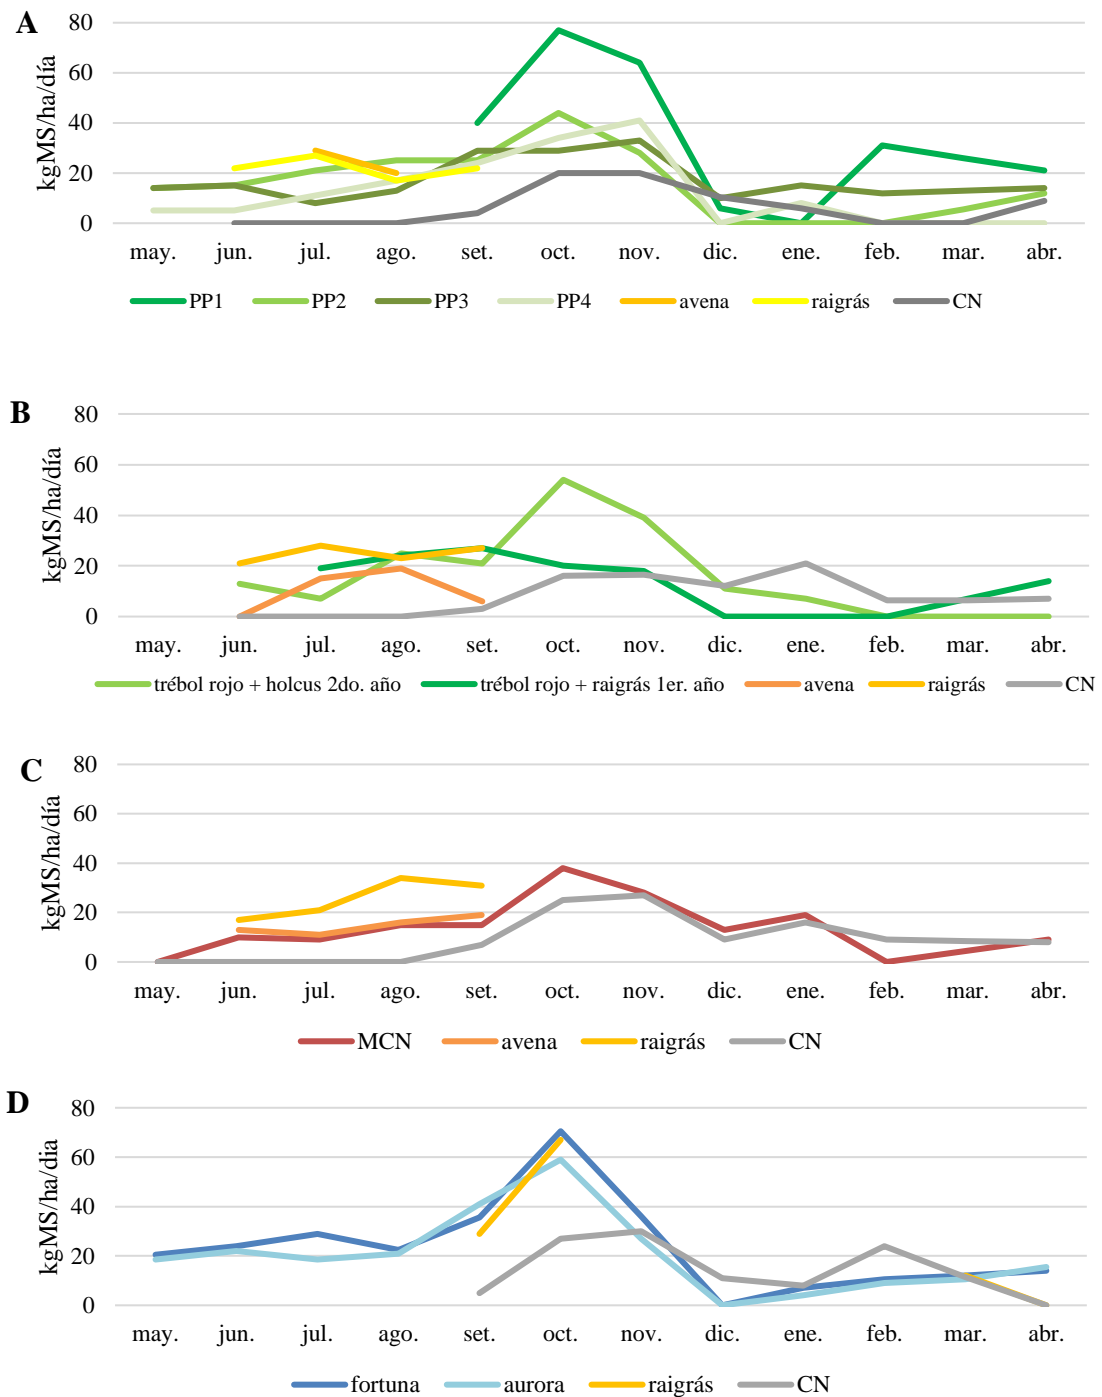 A
80
60
40
20
0
kgMS/ha/día
may. jun. jul. ago. set. oct. nov. dic. ene. feb. mar. abr.
PP1 PP2 PP3 PP4 avena raigrás CN
B
80
60
40
20
0
kgMS/ha/día
may. jun. jul. ago. set. oct. nov. dic. ene. feb. mar. abr.
trébol rojo + holcus 2do. año trébol rojo + raigrás 1er. año avena raigrás CN
C
80
60
40
20
0
kgMS/ha/día
may. jun. jul. ago. set. oct. nov. dic. ene. feb. mar. abr.
MCN avena raigrás CN
D
80
60
40
20
0
kgMS/ha/dia
may. jun. jul. ago. set. oct. nov. dic. ene. feb. mar. abr.
fortuna aurora raigrás CN